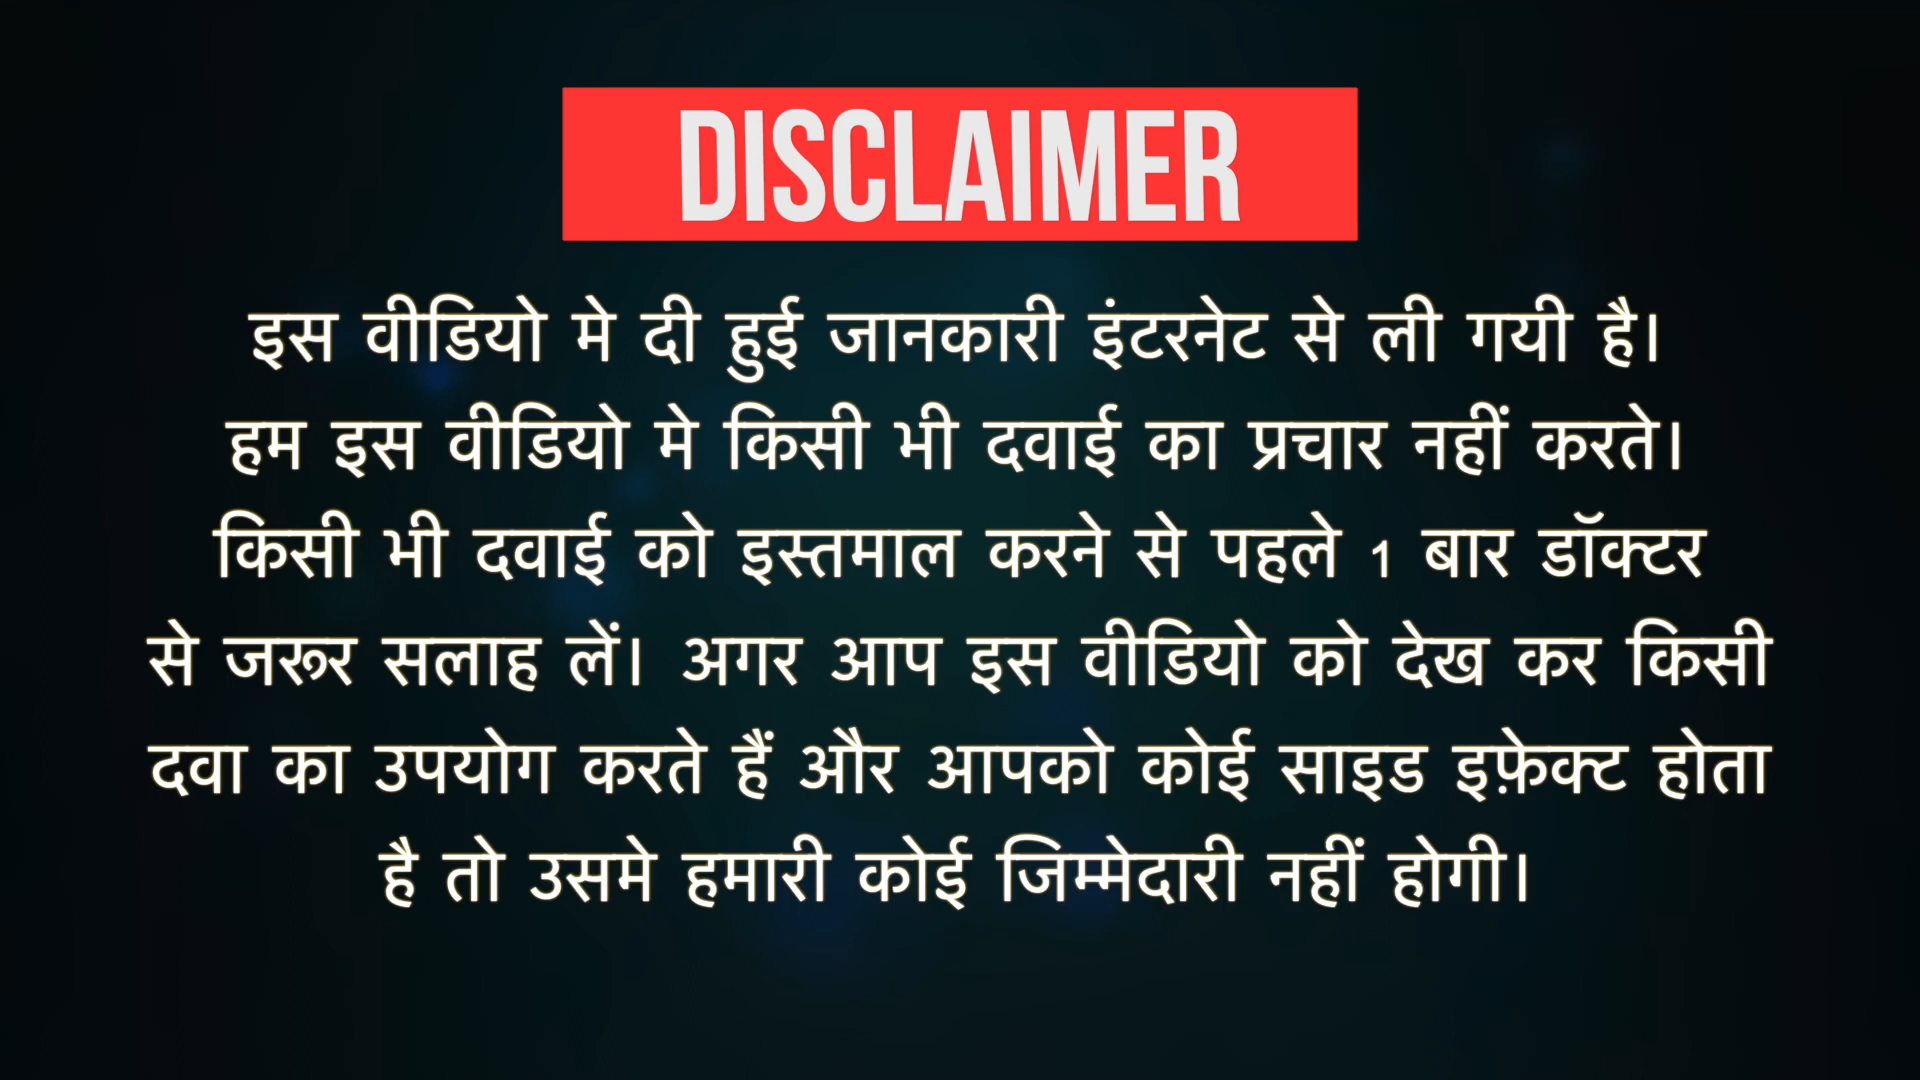 DISCLAIMER
इस वीडियो मे दी हुई जानकारी इंटरनेट से ली गयी है।
हम इस वीडियो मे किसी भी दवाई का प्रचार नहीं करते।
किसी भी दवाई को इस्तमाल करने से पहले 1 बार डॉक्टर
से जरूर सलाह लें। अगर आप इस वीडियो को देख कर किसी
दवा का उपयोग करते हैं और आपको कोई साइड इफ़ेक्ट होता
है तो उसमे हमारी कोई जिम्मेदारी नहीं होगी।